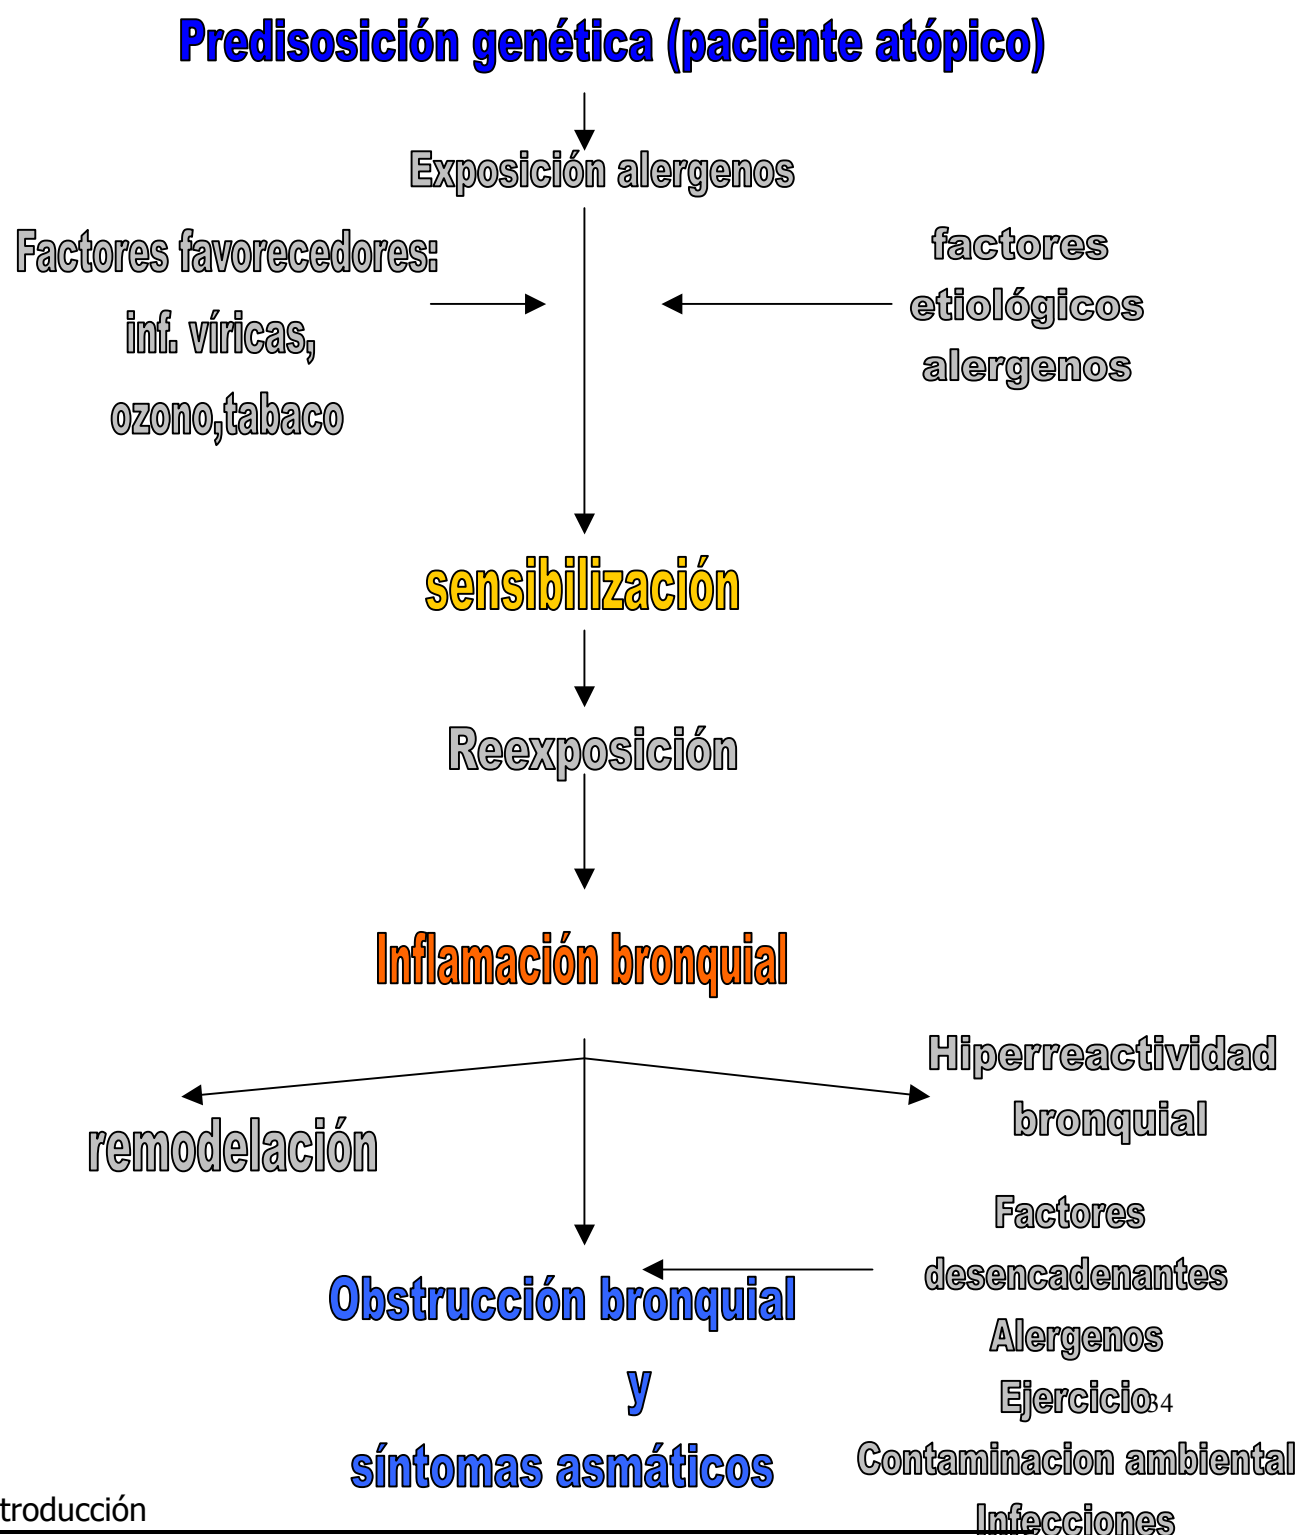 Predisosición genética (paciente atópico)
Exposición alergenos
Factores favorecedores:
inf. víricas,
ozono,tabaco
factores
etiológicos
alergenos
sensibilización
Reexposición
Inflamación bronquial
remodelación
Hiperreactividad
bronquial
Obstrucción bronquial
y
síntomas asmáticos
Factores
desencadenantes
Alergenos
Ejercicio
34
Contaminacion ambiental
Infecciones
troducción